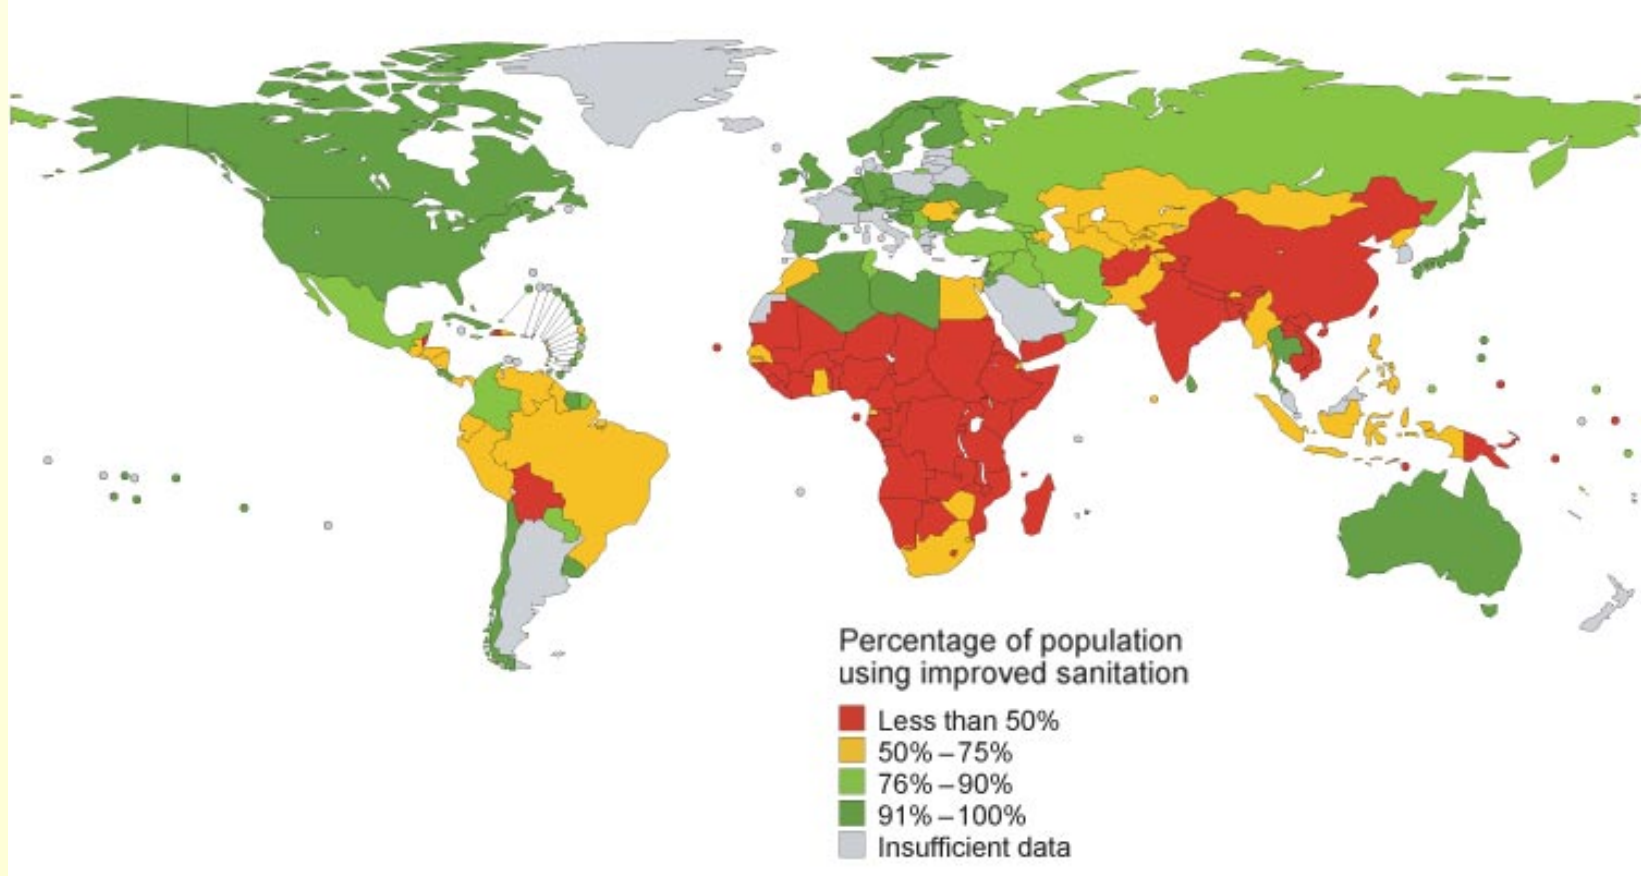 Percentage of population
using improved sanitation
Less than 50%
50% – 75%
76% – 90%
91% – 100%
Insufficient data